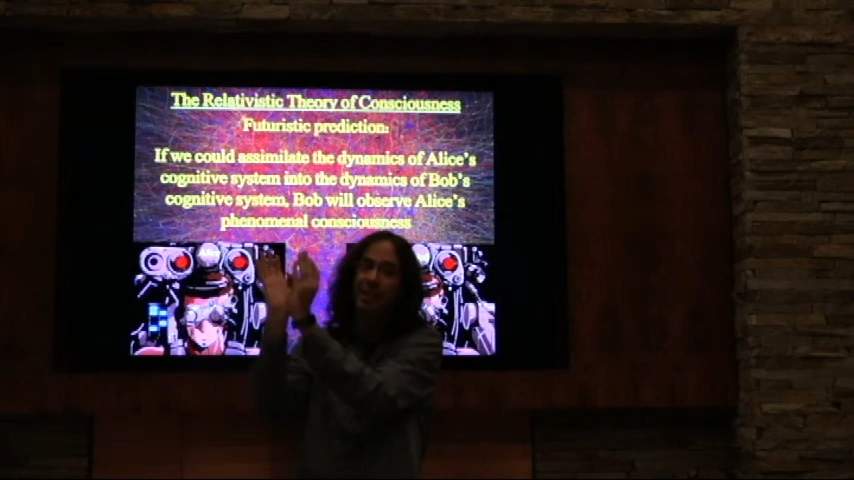 The Relativistic Theory of Consciousness
Futuristic prediction:
If we could assimilate the dynamics of Alice's
cognitive system into the dynamics of Bob's
cognitive system, Bob will observe Alice's
phenomenal consciousness